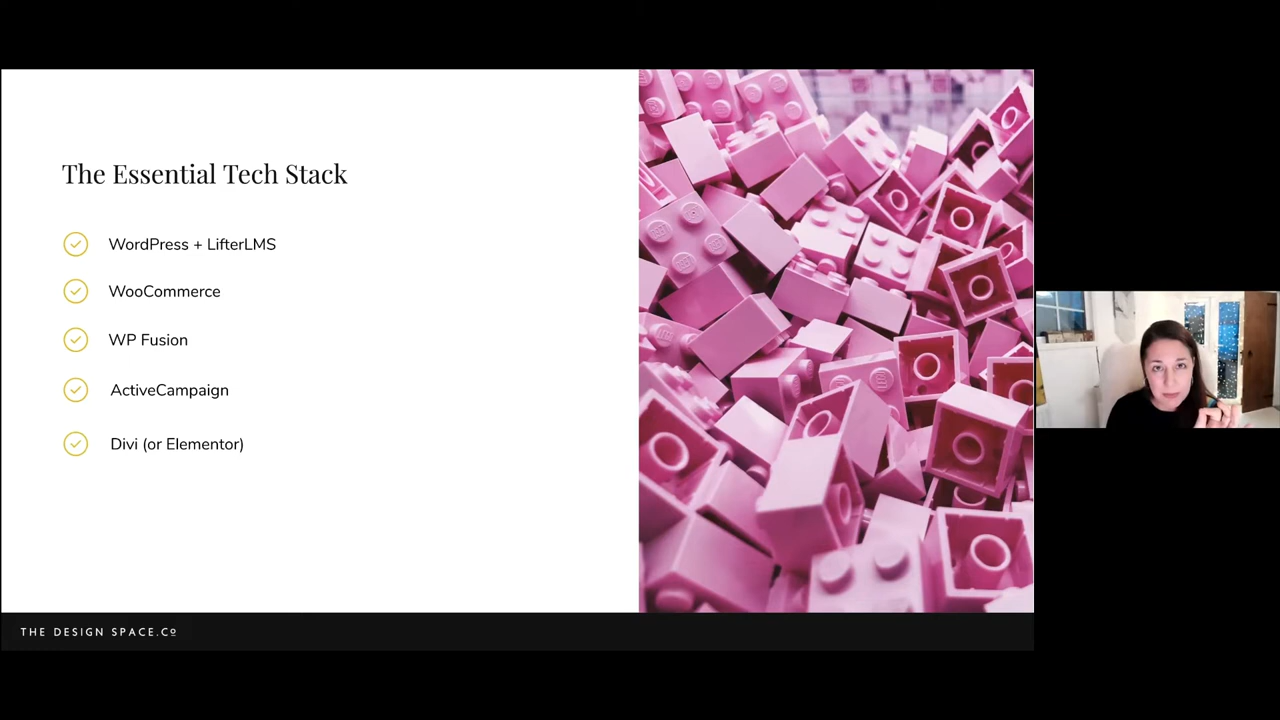 The Essential Tech Stack
WordPress + LifterLMS
WooCommerce
WP Fusion
ActiveCampaign
Divi (or Elementor)
THE DESIGN SPACE.Cº